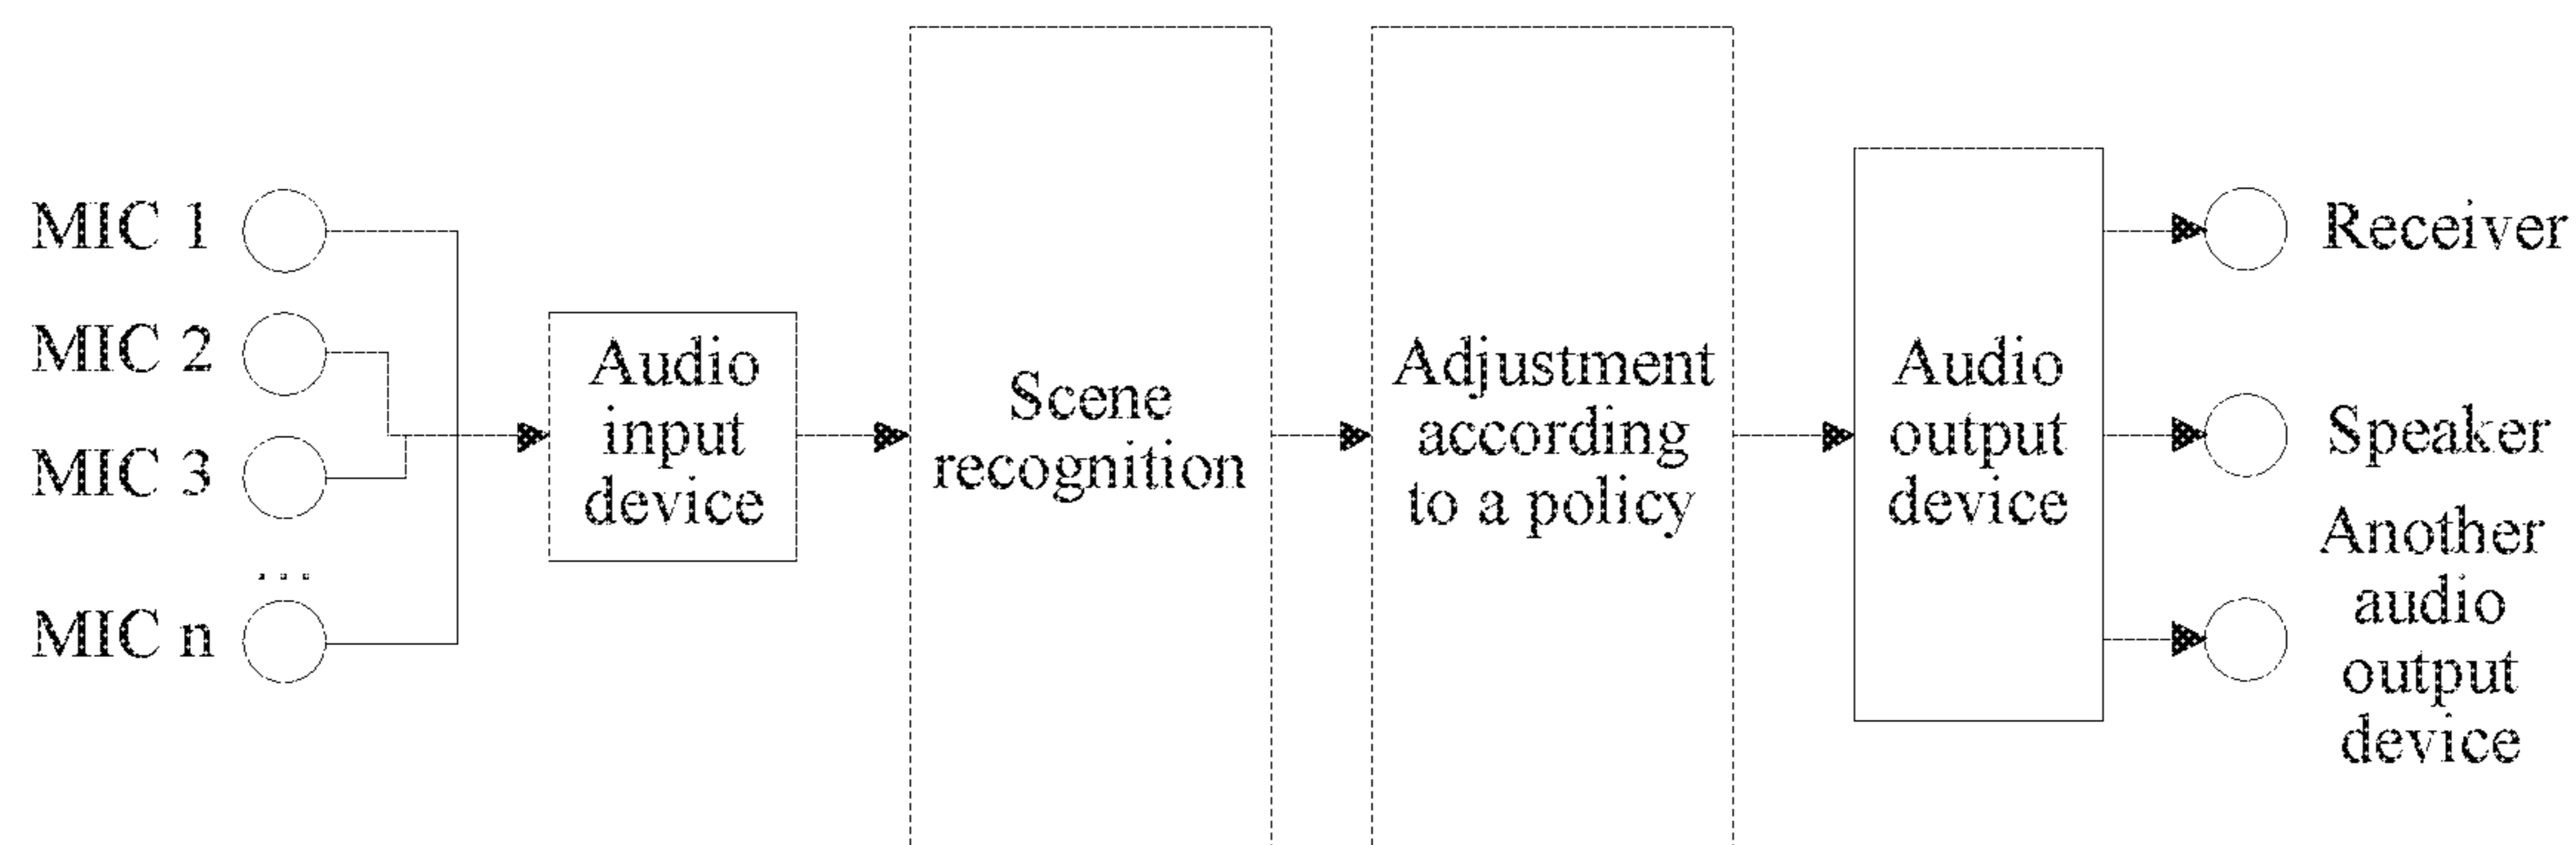 MIC 1
MIC 2
MIC 3
...
MIC n
Audio
input
device
Scene
recognition
Adjustment
according
to a policy
Audio
output
device
Receiver
Speaker
Another
audio
output
device